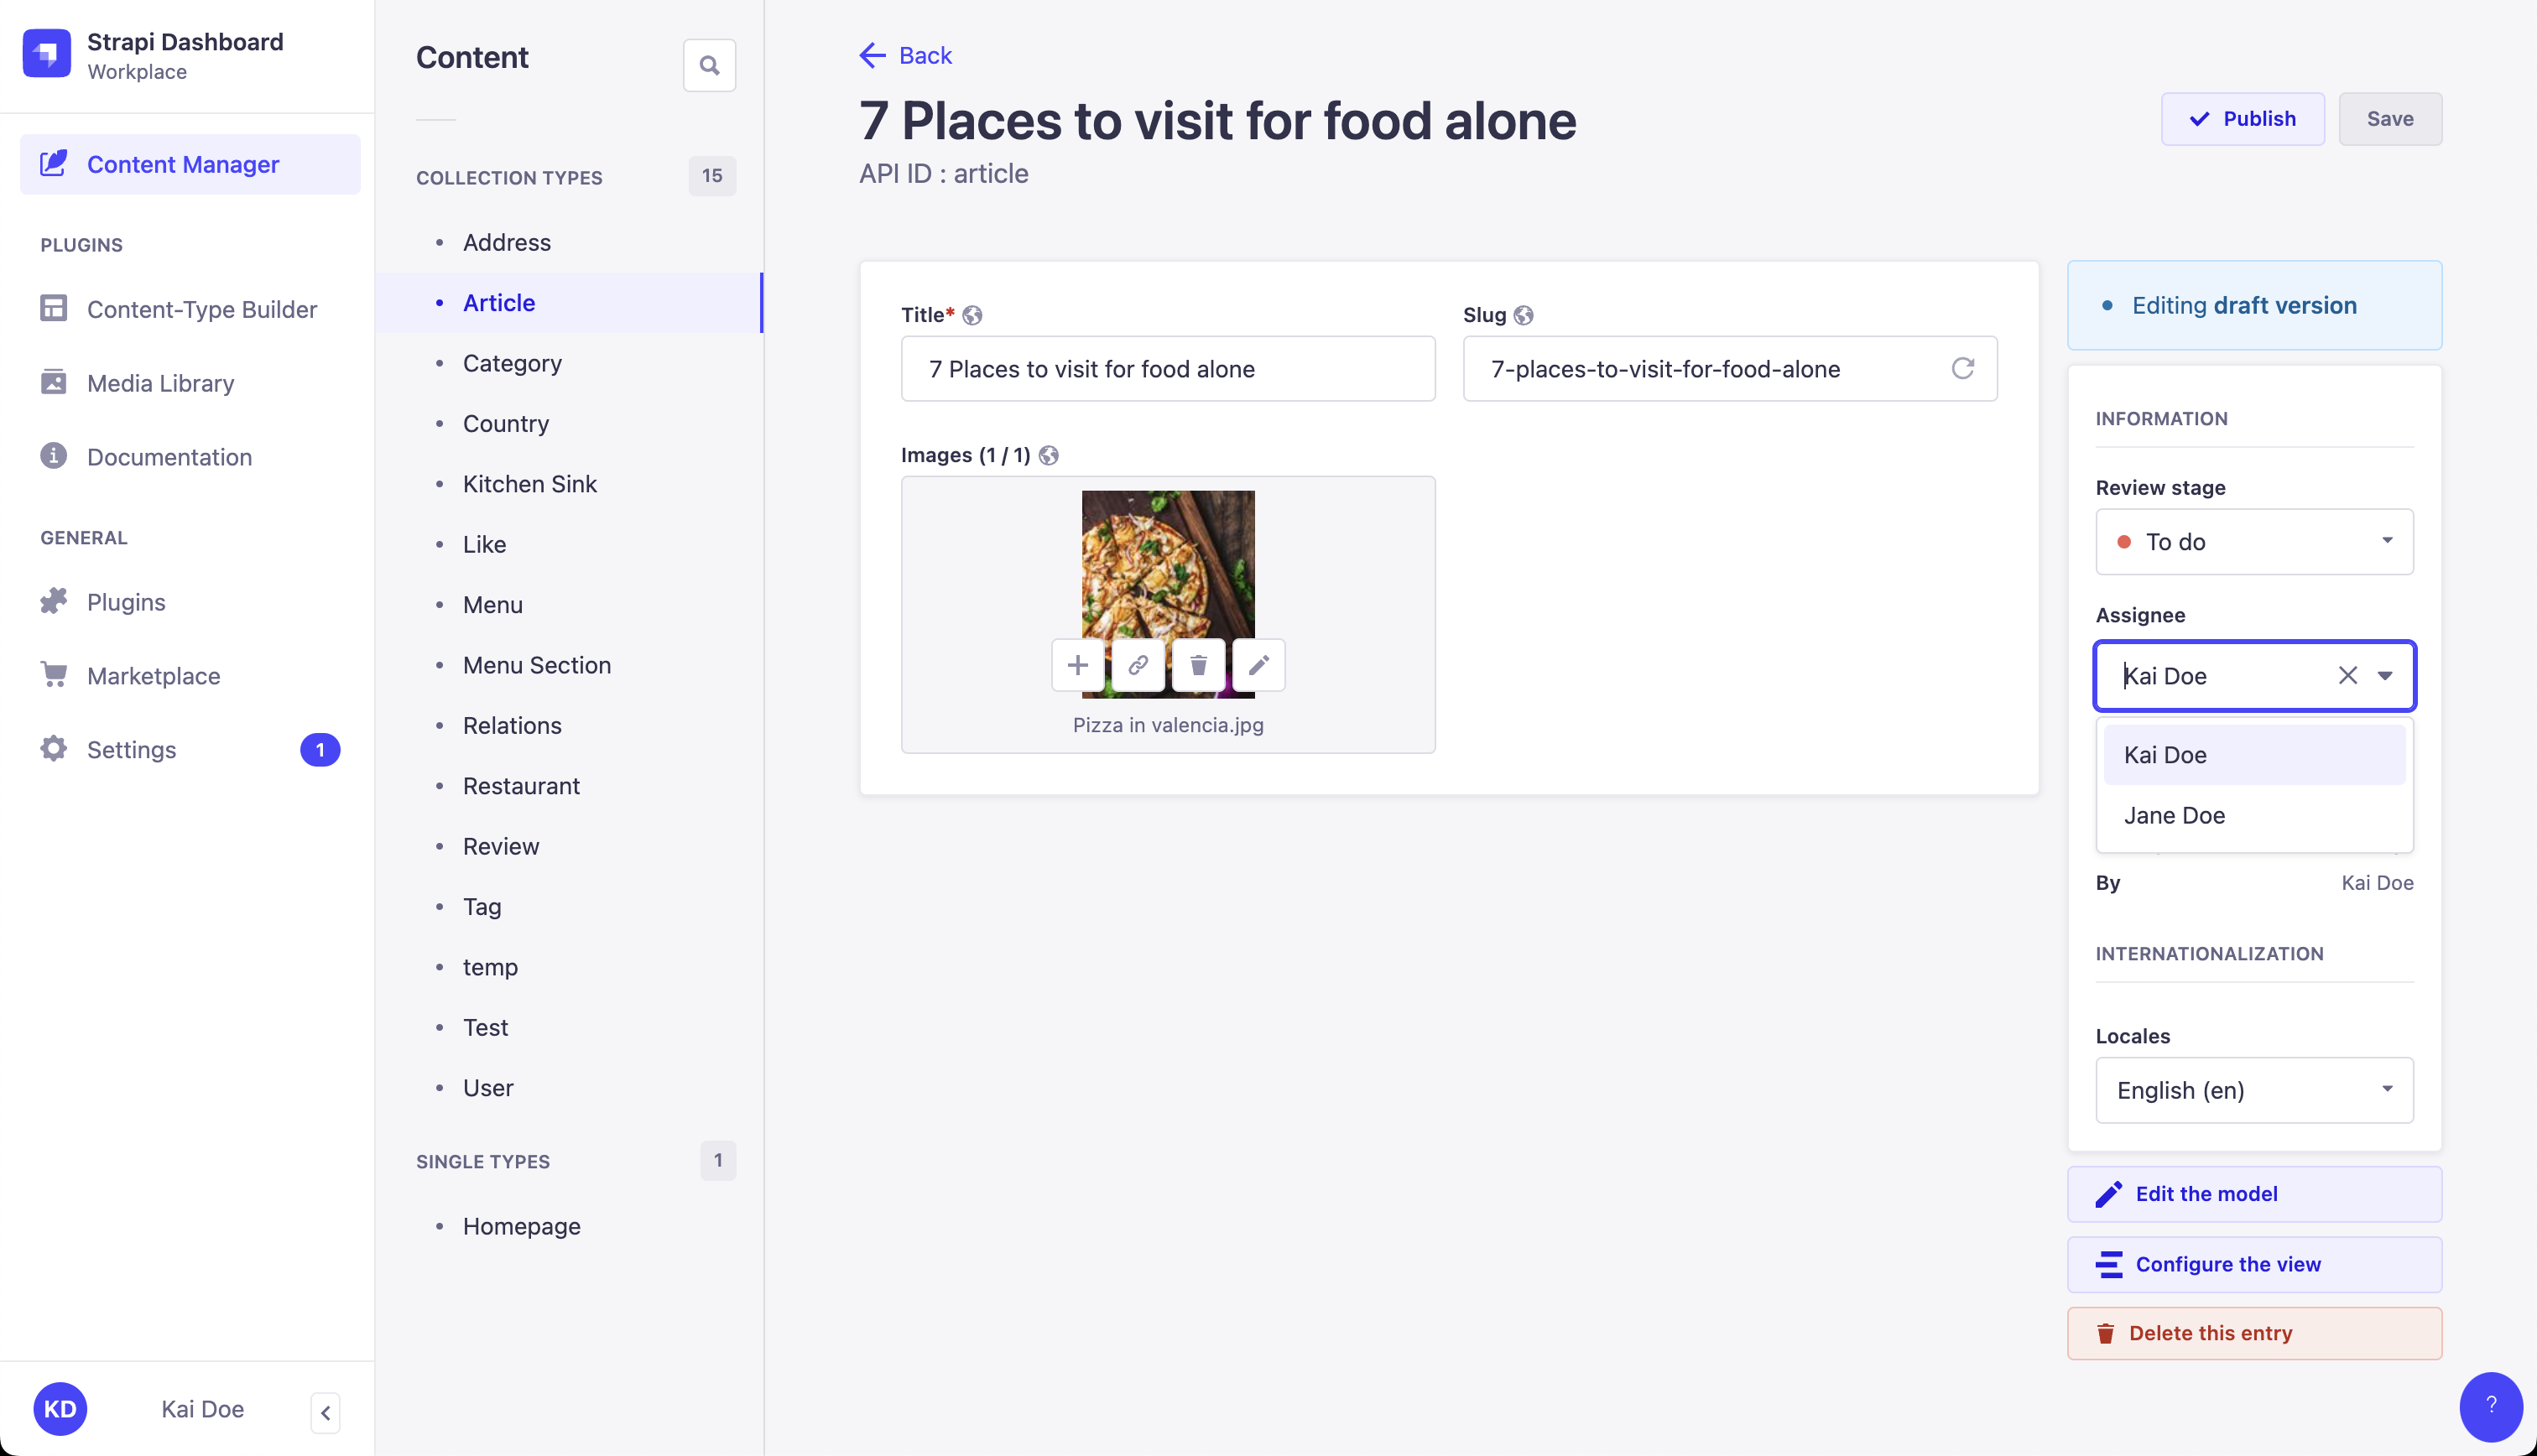 Strapi Dashboard
Workplace
Content Manager
PLUGINS
Content-Type Builder
Media Library
Documentation
GENERAL
Plugins
Marketplace
Settings
1
KD
Kai Doe
Content
COLLECTION TYPES
15
Address
Article
Category
Country
Kitchen Sink
Like
Menu
Menu Section
Relations
Restaurant
Review
Tag
temp
Test
User
SINGLE TYPES
1
Homepage
Back
7 Places to visit for food alone
API ID : article
Publish
Save
Title*
7 Places to visit for food alone
Slug
7-places-to-visit-for-food-alone
Images (1 / 1)
Pizza in valencia.jpg
Editing draft version
INFORMATION
Review stage
To do
Assignee
Kai Doe
Kai Doe
Jane Doe
By
Kai Doe
INTERNATIONALIZATION
Locales
English (en)
Edit the model
Configure the view
Delete this entry
?